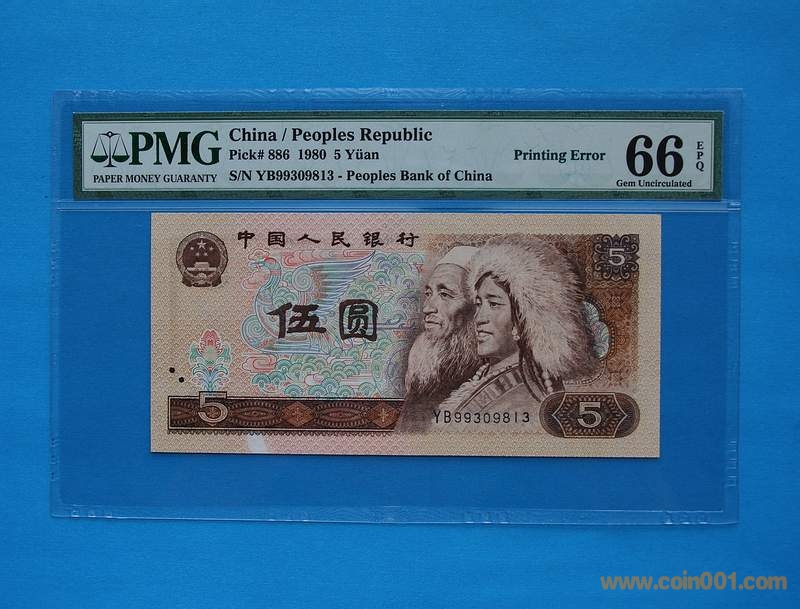 PMG
PAPER MONEY GUARANTY
China / Peoples Republic
Pick# 886 1980 5 Yüan
S/N YB99309813 - Peoples Bank of China
Printing Error
66
EPQ
Gem Uncirculated
中国人民银行
5
伍圆
5
YB99309813
5
www.coin001.com